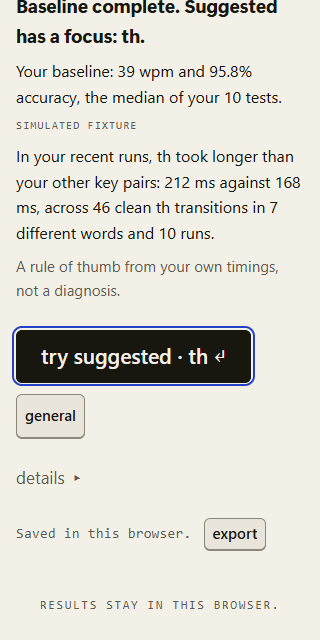 Baseline complete. Suggested
has a focus: th.
Your baseline: 39 wpm and 95.8%
accuracy, the median of your 10 tests.
SIMULATED FIXTURE
In your recent runs, th took longer than
your other key pairs: 212 ms against 168
ms, across 46 clean th transitions in 7
different words and 10 runs.
A rule of thumb from your own timings,
not a diagnosis.
try suggested · th ↵
general
details ▸
Saved in this browser. export
RESULTS STAY IN THIS BROWSER.